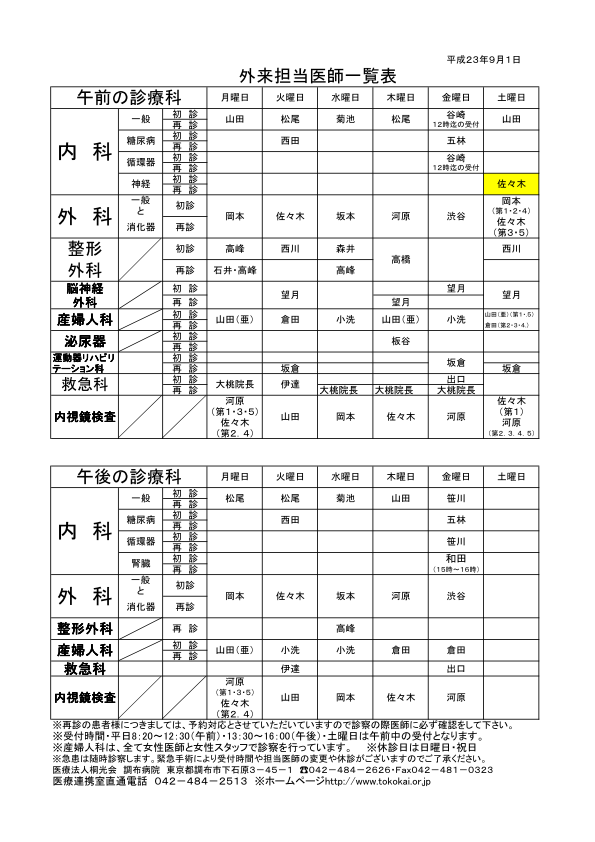 平成23年9月1日
外来担当医師一覧表
午前の診療科 月曜日 火曜日 水曜日 木曜日 金曜日 土曜日
内 科 一般 初 診 再 診 山田 松尾 菊池 松尾 谷崎 12時迄の受付 山田
糖尿病 初 診 再 診 西田 五林
循環器 初 診 再 診 谷崎 12時迄の受付
神経 初 診 再 診 佐々木
外 科 一般と消化器 初診 再診 岡本 佐々木 坂本 河原 渋谷 岡本 (第1・2・4) 佐々木 (第3・5)
整形外科 初診 高峰 西川 森井 高橋 西川
再診 石井・高峰 高峰
脳神経外科 初 診 望月 望月 望月
再 診 望月
産婦人科 初 診 再 診 山田(亜) 倉田 小洗 山田(亜) 小洗 山田(亜)(第1・.5) 倉田(第2・3・4.)
泌尿器 初 診 再 診 板谷
運動器リハビリテーション科 初 診 坂倉
再 診 坂倉 坂倉
救急科 初 診 大桃院長 伊達 出口
再 診 大桃院長 大桃院長 大桃院長
内視鏡検査 河原 (第1・3・5) 佐々木 (第2. 4) 山田 岡本 佐々木 河原 佐々木 (第1) 河原 (第2. 3. 4. 5)
午後の診療科 月曜日 火曜日 水曜日 木曜日 金曜日 土曜日
内 科 一般 初 診 再 診 松尾 松尾 菊池 山田 笹川
糖尿病 初 診 再 診 西田 五林
循環器 初 診 再 診 笹川
腎臓 初 診 再 診 和田 (15時～16時)
外 科 一般と消化器 初診 再診 岡本 佐々木 坂本 河原 渋谷
整形外科 再 診 高峰
産婦人科 初 診 再 診 山田(亜) 小洗 小洗 倉田 倉田
救急科 伊達 出口
内視鏡検査 河原 (第1・3・5) 佐々木 (第2. 4) 山田 岡本 佐々木 河原
※再診の患者様につきましては、予約対応とさせていただいていますので診察の際医師に必ず確認をして下さい。
※受付時間・平日8:20～12:30(午前)・13:30～16:00(午後)・土曜日は午前中の受付となります。
※産婦人科は、全て女性医師と女性スタッフで診察を行っています。 ※休診日は日曜日・祝日
※急患は随時診察します。緊急手術により受付時間や担当医師の変更や休診がございますのでご了承ください。
医療法人桐光会 調布病院 東京都調布市下石原3－45－1 ☎042－484－2626・Fax042－481－0323
医療連携室直通電話 042－484－2513 ※ホームページhttp://www.tokokai.or.jp